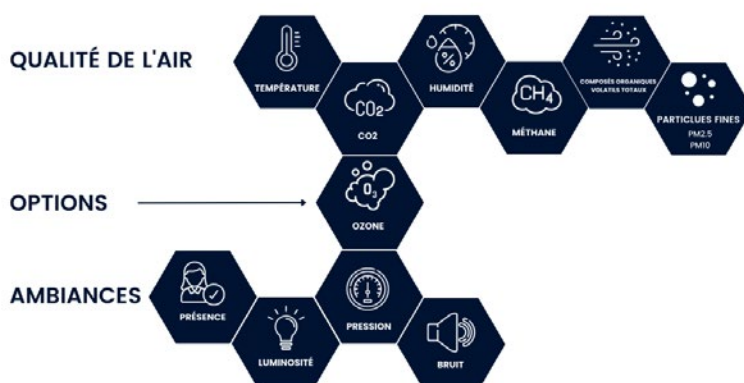 QUALITÉ DE L'AIR
TEMPÉRATURE
CO₂
CO2
%
HUMIDITÉ
CH₄
MÉTHANE
COMPOSÉS ORGANIQUES
VOLATILS TOTAUX
PARTICLUES FINES
PM2.5
PM10
OPTIONS
O₃
OZONE
AMBIANCES
PRÉSENCE
LUMINOSITÉ
PRESSION
BRUIT